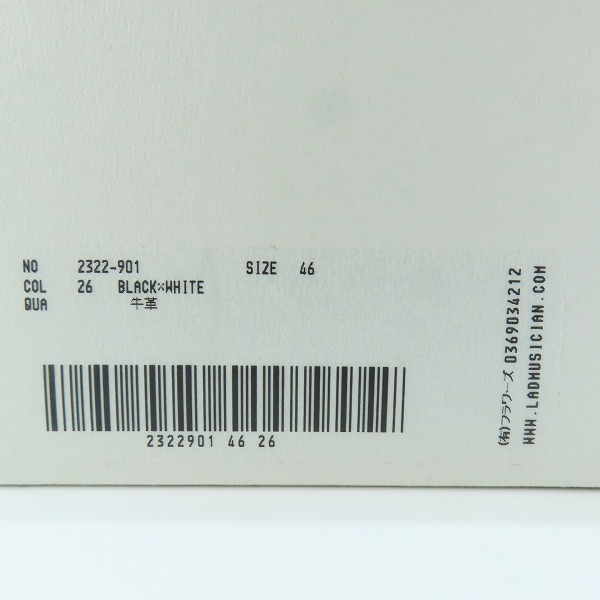 NO 2322-901 SIZE 46
COL 26 BLACK×WHITE
QUA 牛革
2322901 46 26
(有)フラワーズ 0369034212
WWW.LADMUSICIAN.COM